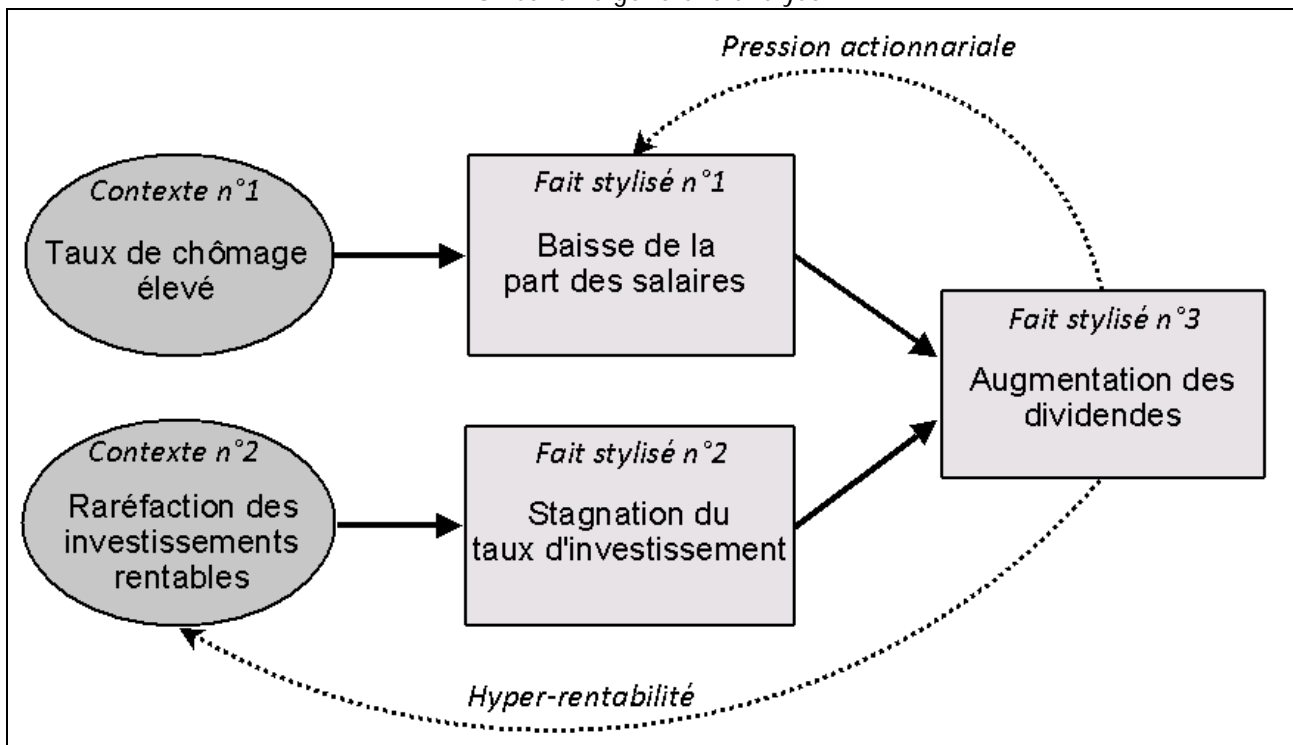 Pression actionnariale
Contexte n°1
Taux de chômage
élevé
Fait stylisé n°1
Baisse de la
part des salaires
Fait stylisé n°3
Augmentation des
dividendes
Contexte n°2
Raréfaction des
investissements
rentables
Fait stylisé n°2
Stagnation du
taux d'investissement
Hyper-rentabilité